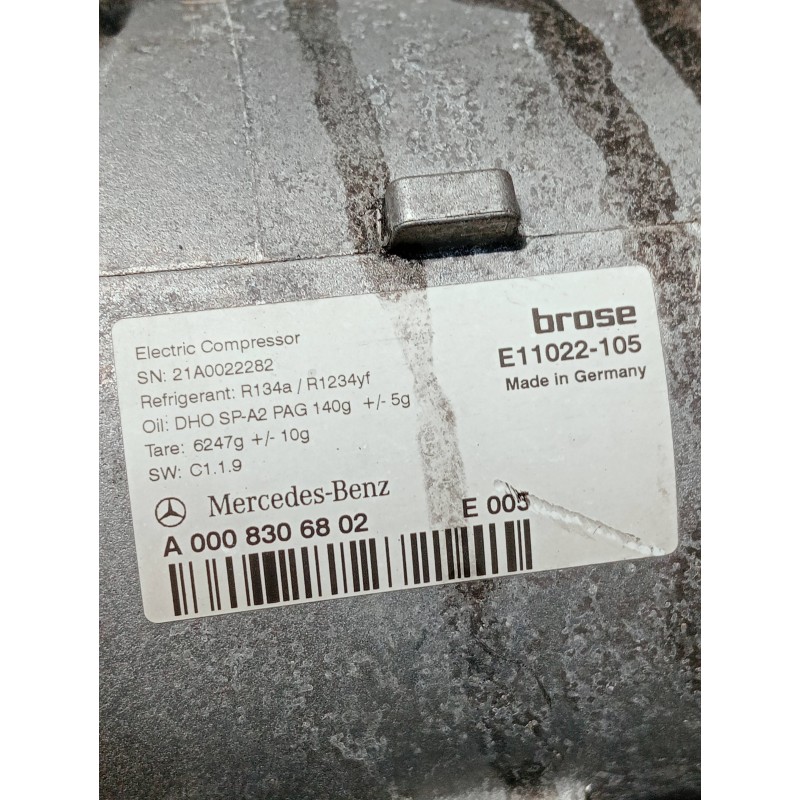 brose
E11022-105
Made in Germany
Electric Compressor
SN: 21A0022282
Refrigerant: R134a / R1234yf
Oil: DHO SP-A2 PAG 140g +/- 5g
Tare: 6247g +/- 10g
SW: C1.1.9
Mercedes-Benz
A 000 830 68 02 E 005